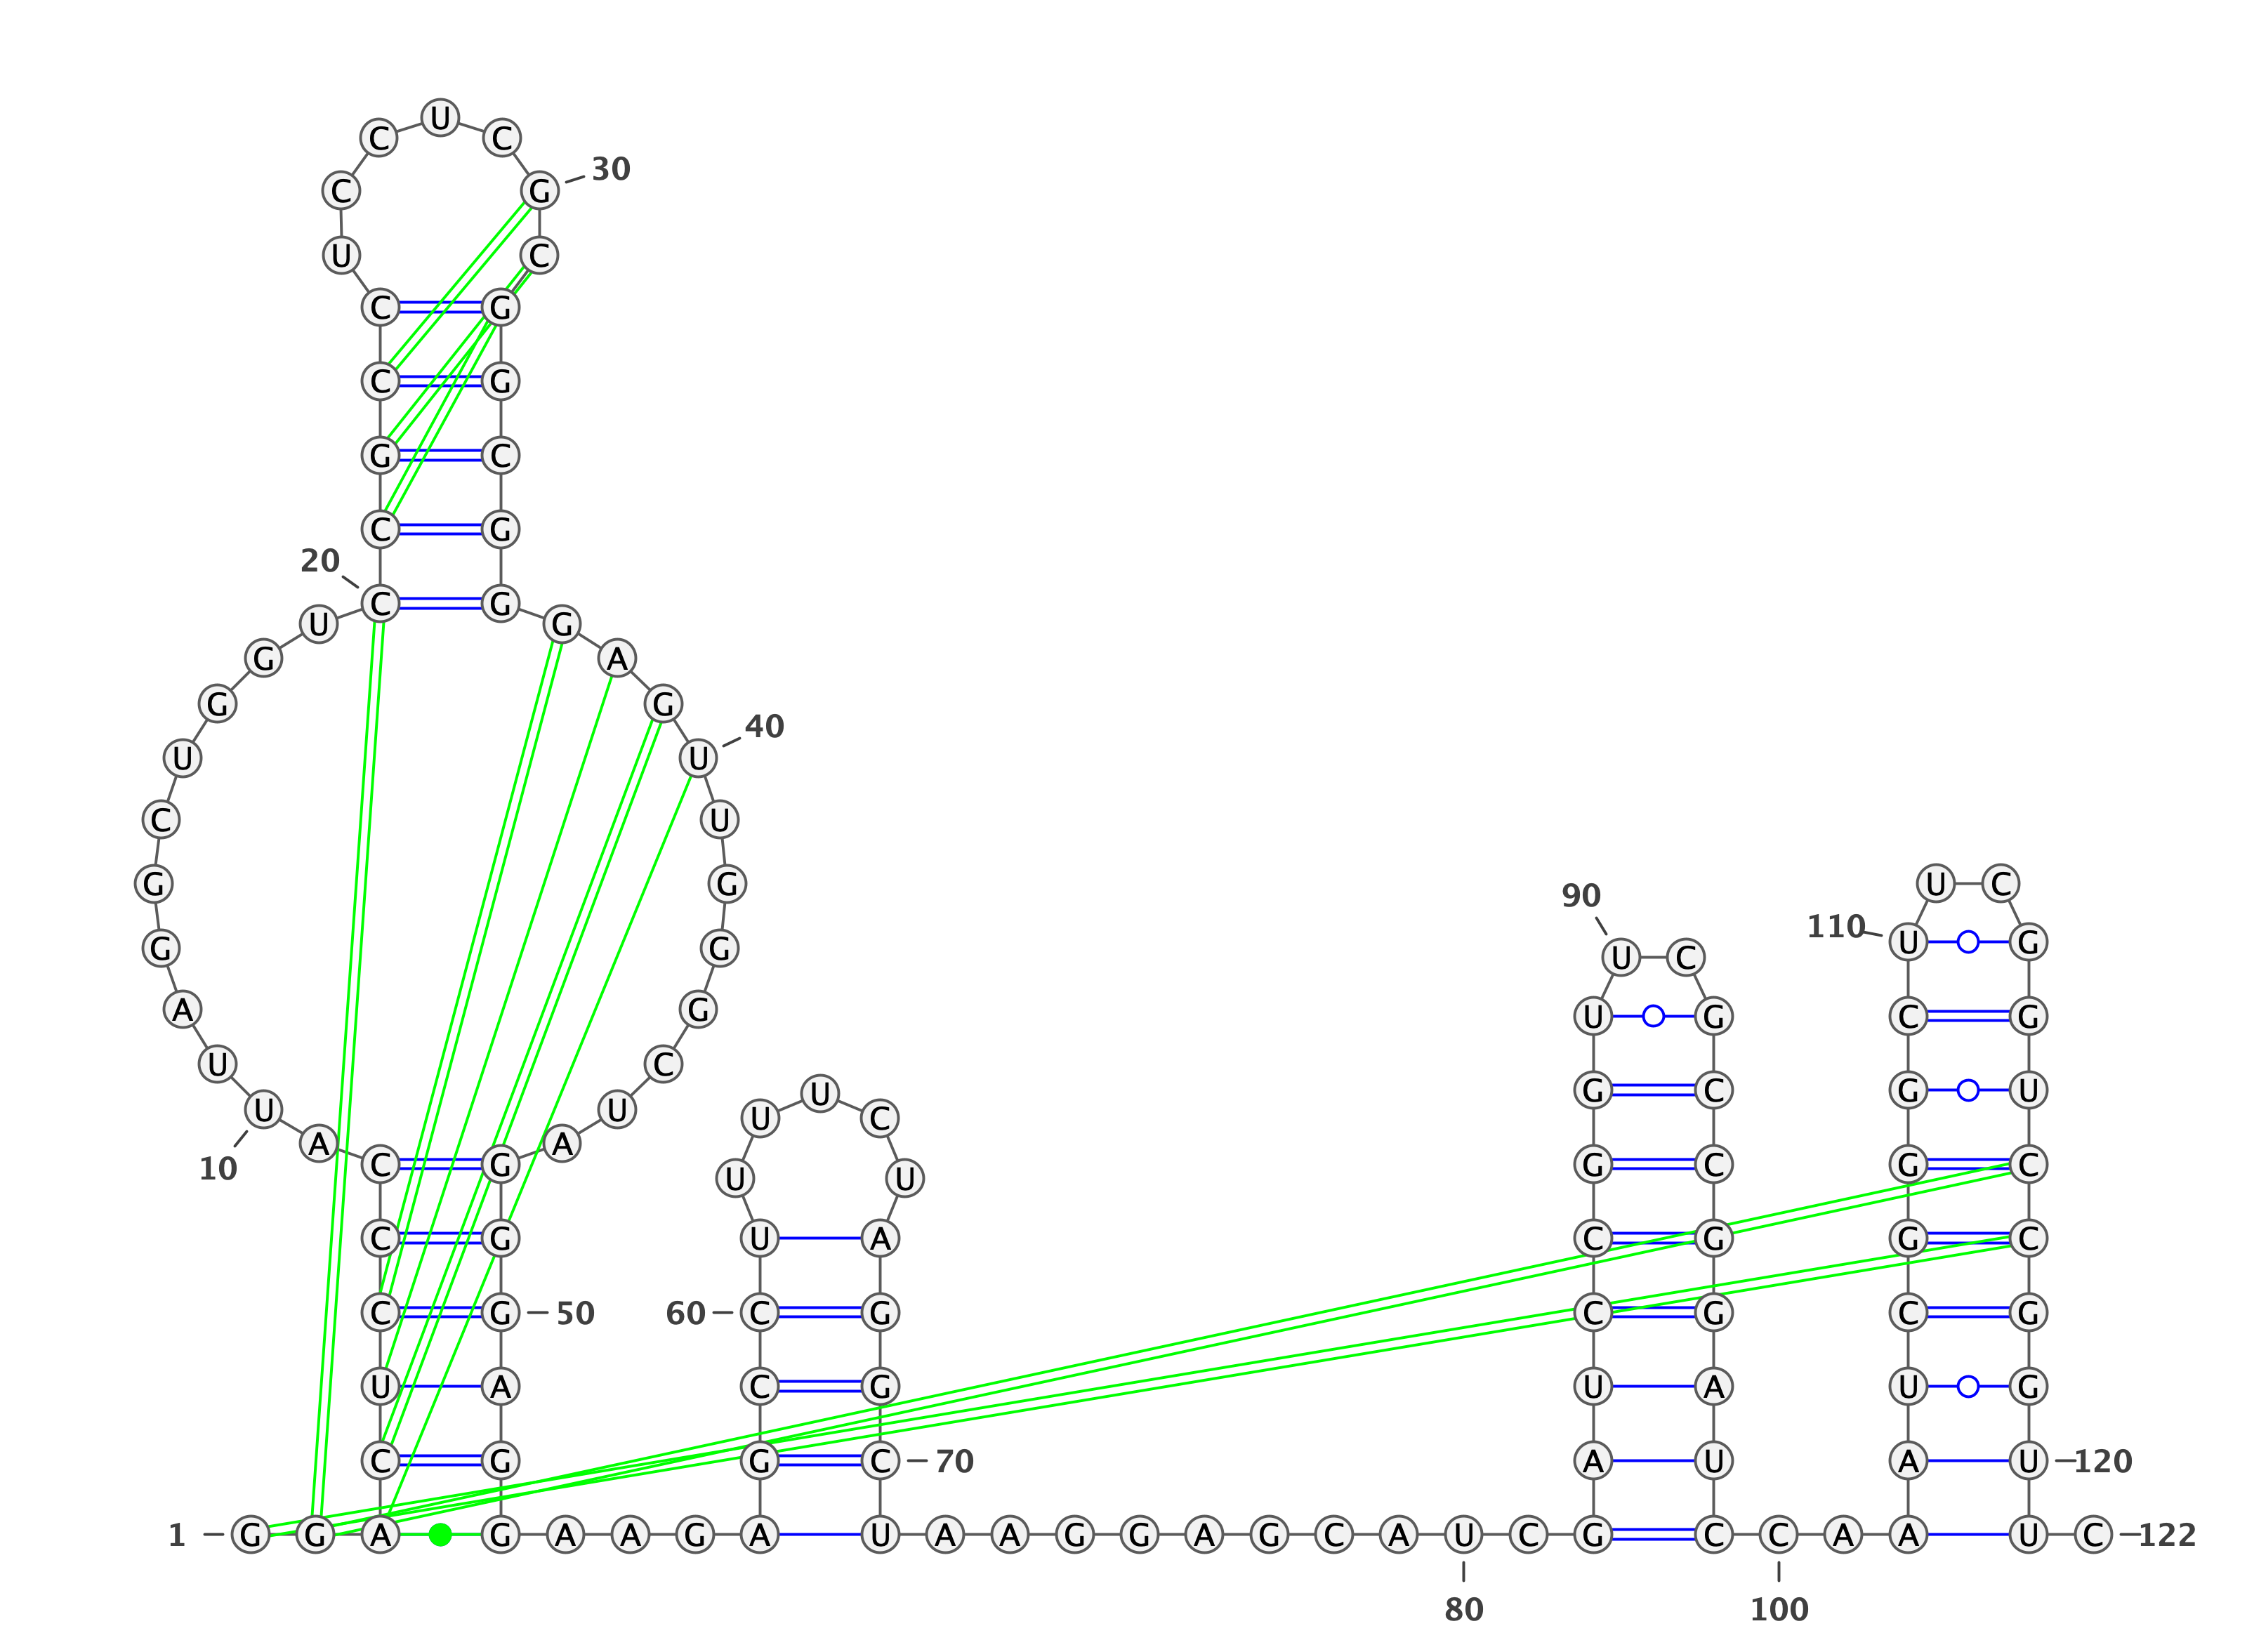 U
C C
C G 30
U C
C G
C G
G C
C G
20
C G
U G
G A
G G
40
U U
C U
G G U C
90
110 U G
G G U C
A G U G C G
U C
G C G U
U
U U U C
A A
C G G C G C
10
U U
C G U A C G G C
C G 50 60 C G C G C G
U A C G U A U G
C G G C 70 A U A U 120
1 G G A G A A G A U A A G G A G C A U C G C C A A U C 122
80 100